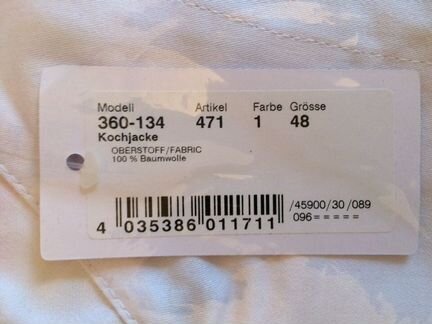 Modell Artikel Farbe Grösse
360-134 471 1 48
Kochjacke
OBERSTOFF/FABRIC
100 % Baumwolle
/45900/30/089
096=====
4 035386 011711